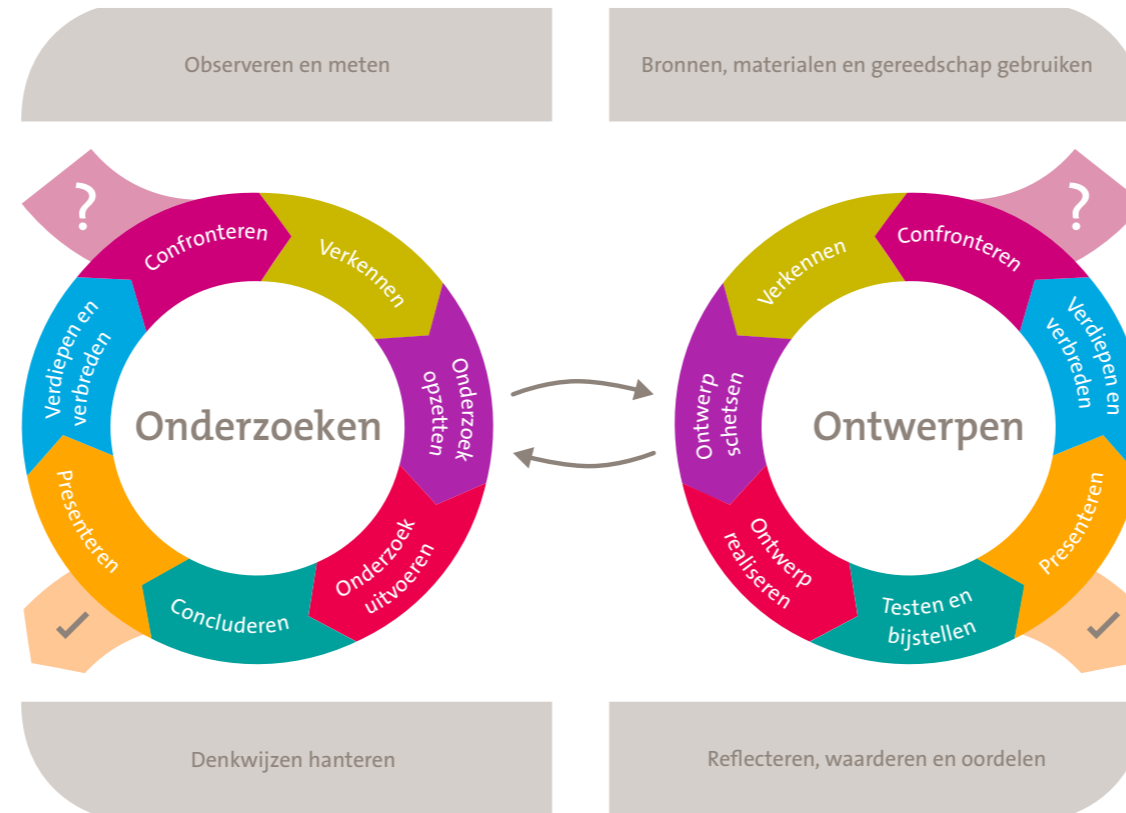 Observeren en meten
Bronnen, materialen en gereedschap gebruiken
?
Confronteren
Verkennen
Onderzoek
opzetten
Onderzoek
uitvoeren
Concluderen
Presenteren
Verdiepen en
verbreden
Onderzoeken
?
Confronteren
Verkennen
Ontwerp
schetsen
Ontwerp
realiseren
Testen en
bijstellen
Presenteren
Verdiepen en
verbreden
Ontwerpen
Denkwijzen hanteren
Reflecteren, waarderen en oordelen